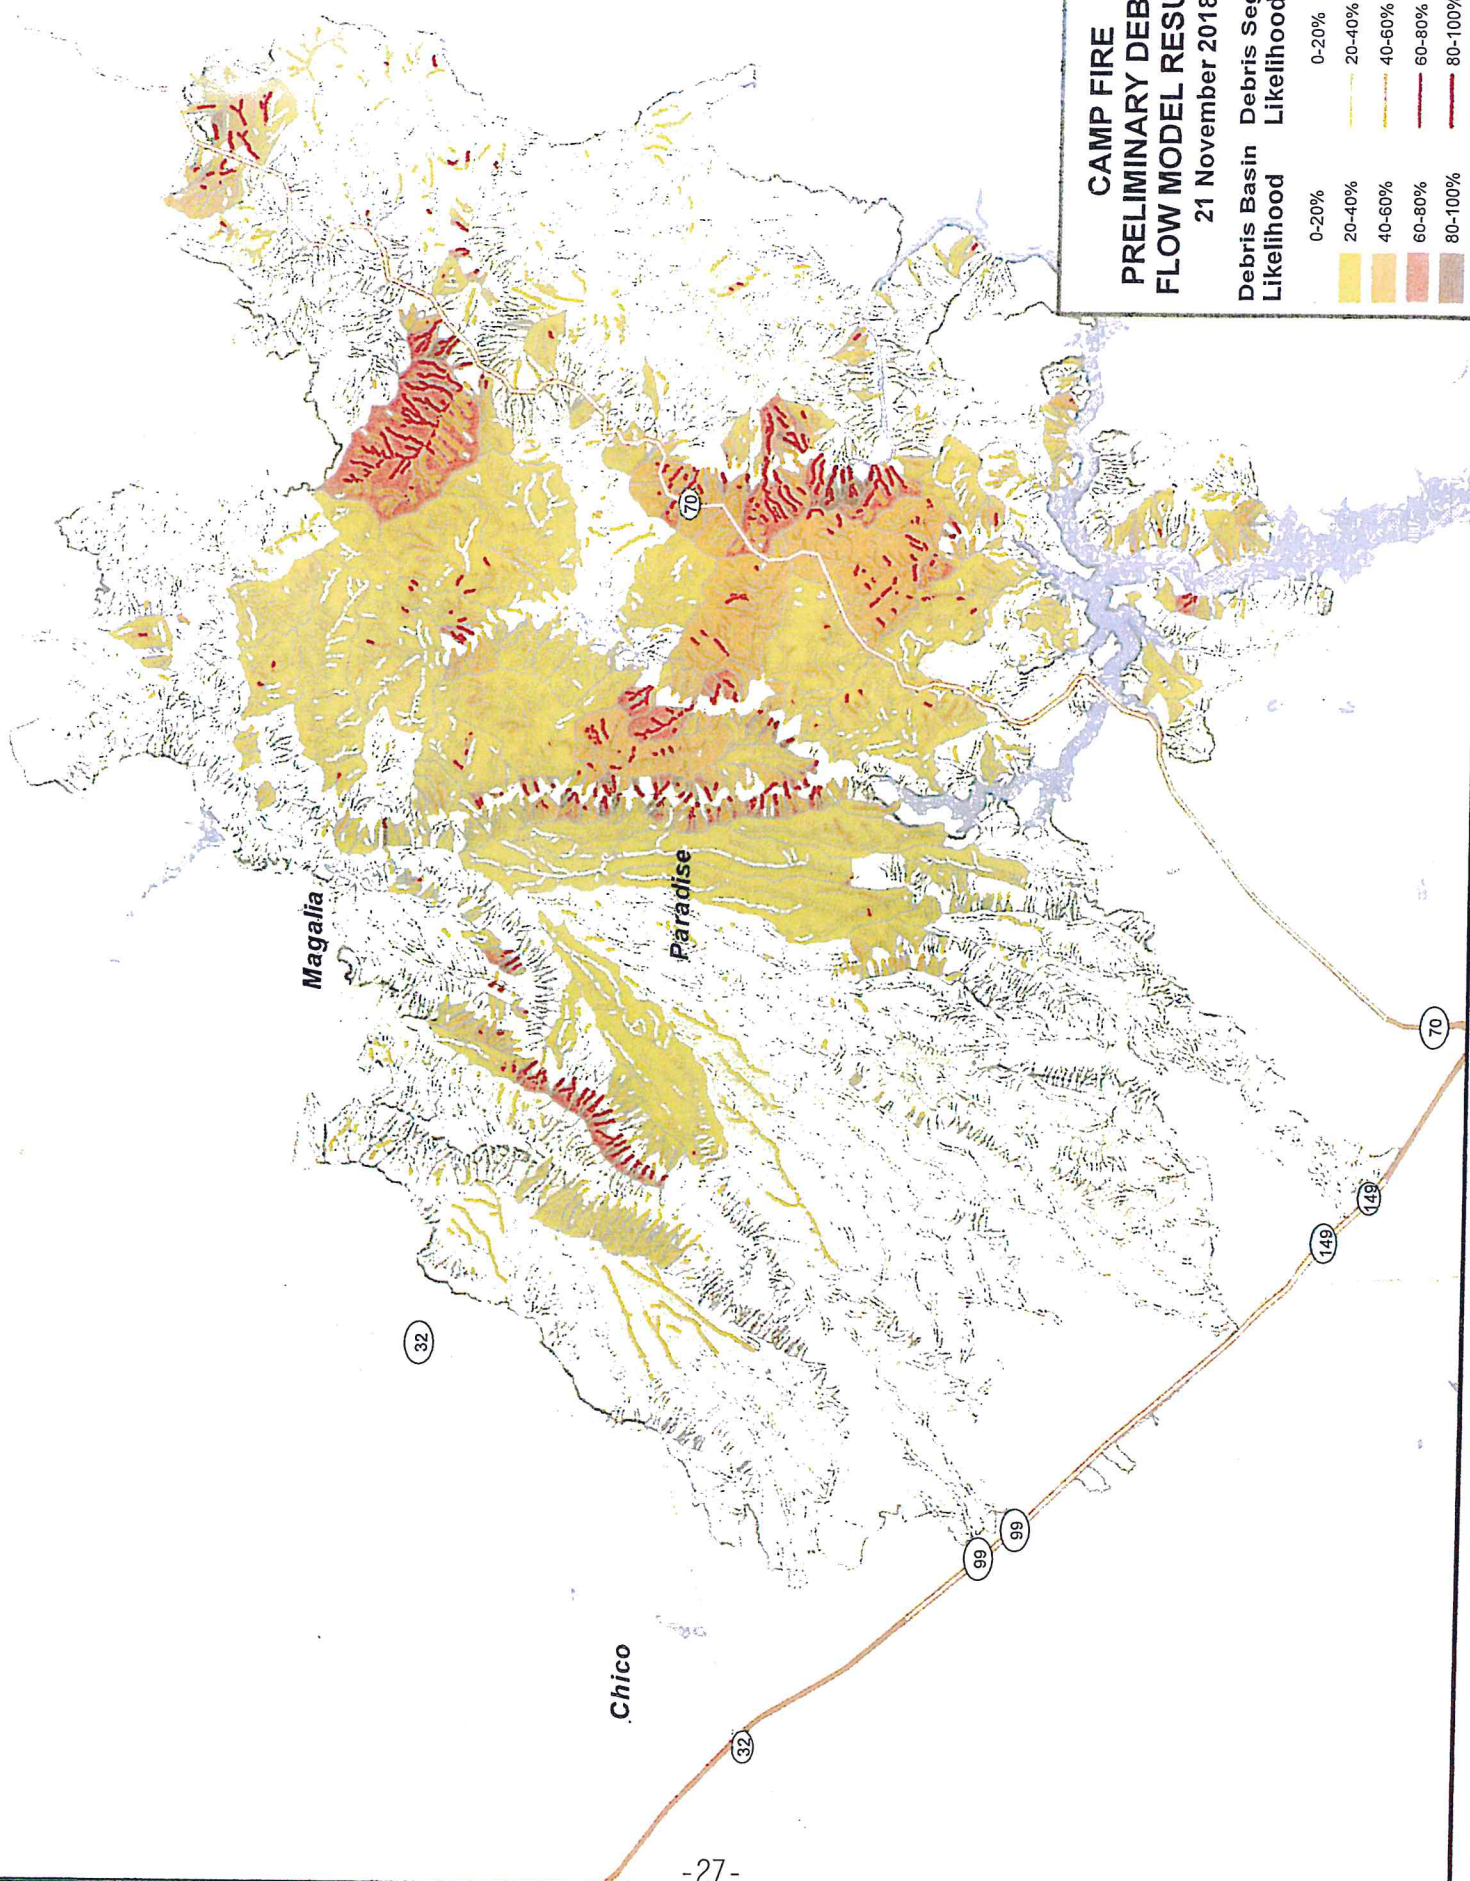 CAMP FIRE
PRELIMINARY DEB
FLOW MODEL RESU
21 November 2018
Debris Basin Debris Seg
Likelihood Likelihood
0-20% 0-20%
20-40% 20-40%
40-60% 40-60%
60-80% 60-80%
80-100% 80-100%
Magalia
Paradise
Chico
70
70
149
149
99
99
32
32
-27-